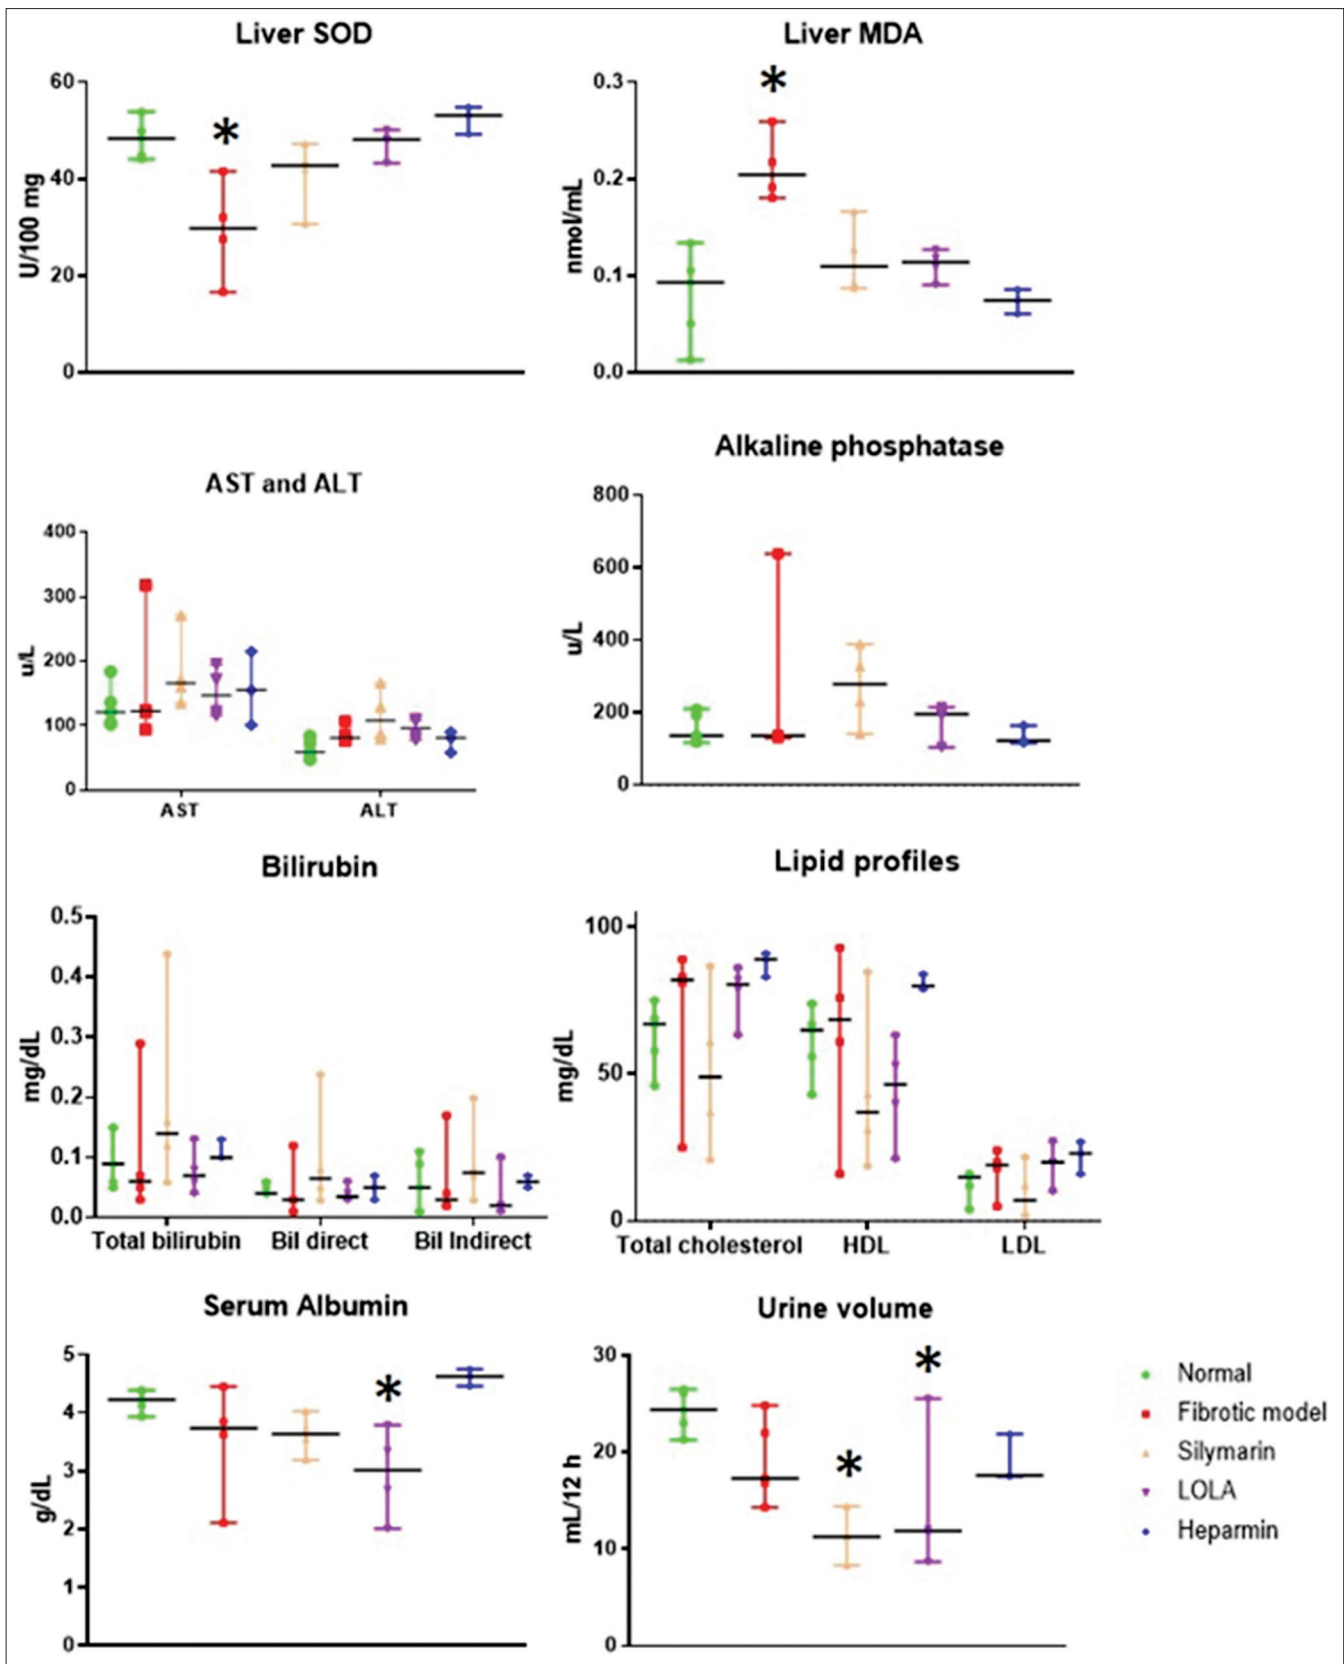 Liver SOD
60
40
20
0
U/100 mg
*
Liver MDA
0.3
0.2
0.1
0.0
nmol/mL
*
AST and ALT
400
300
200
100
0
u/L
AST ALT
Alkaline phosphatase
800
600
400
200
0
u/L
Bilirubin
0.5
0.4
0.3
0.2
0.1
0.0
mg/dL
Total bilirubin Bil direct Bil Indirect
Lipid profiles
100
50
0
mg/dL
Total cholesterol HDL LDL
Serum Albumin
5
4
3
2
1
0
g/dL
*
Urine volume
30
20
10
0
mL/12 h
*
*
Normal
Fibrotic model
Silymarin
LOLA
Heparmin